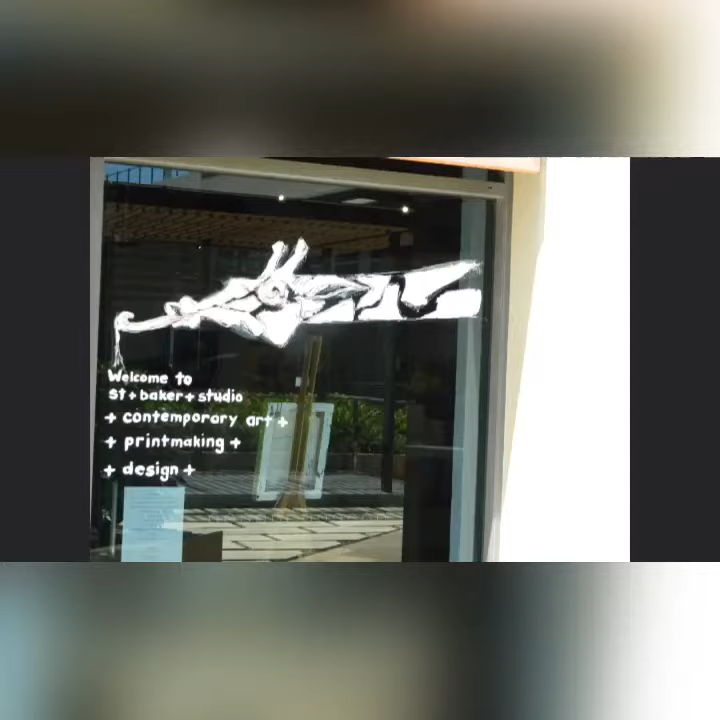 Welcome to
st+baker+studio
+ contemporary art +
+ printmaking +
+ design +